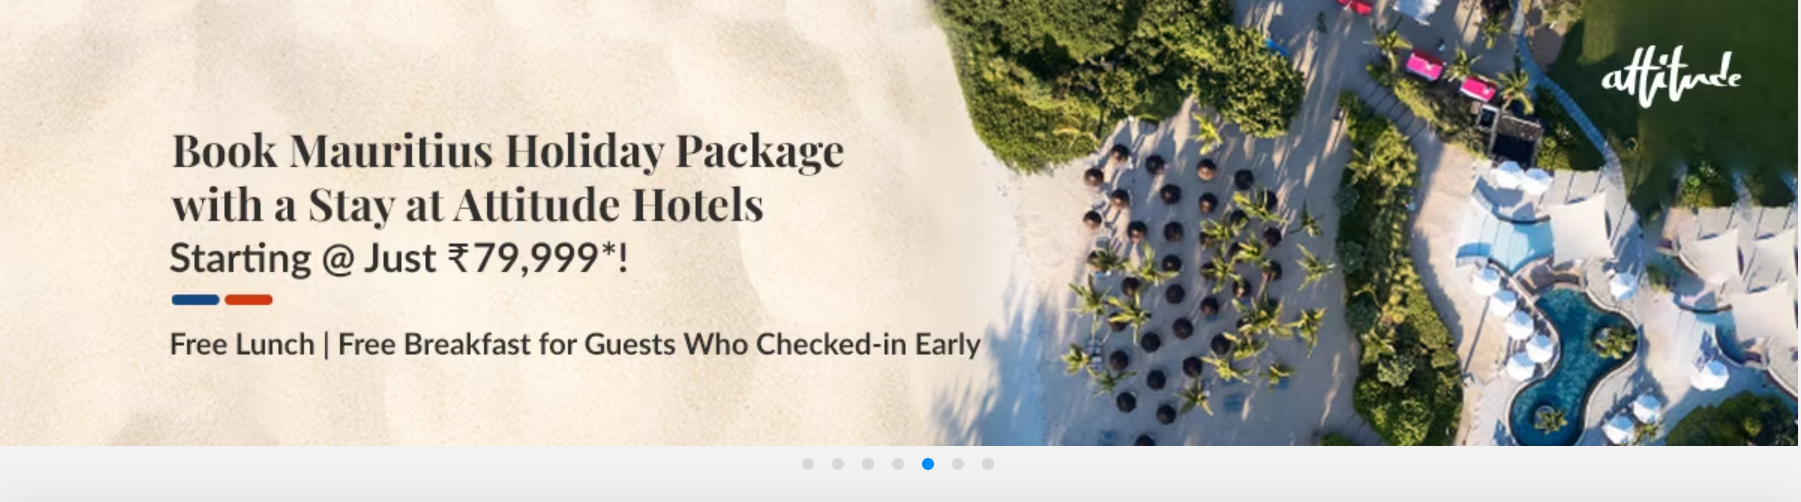 attitude
Book Mauritius Holiday Package
with a Stay at Attitude Hotels
Starting @ Just ₹79,999*!
Free Lunch | Free Breakfast for Guests Who Checked-in Early